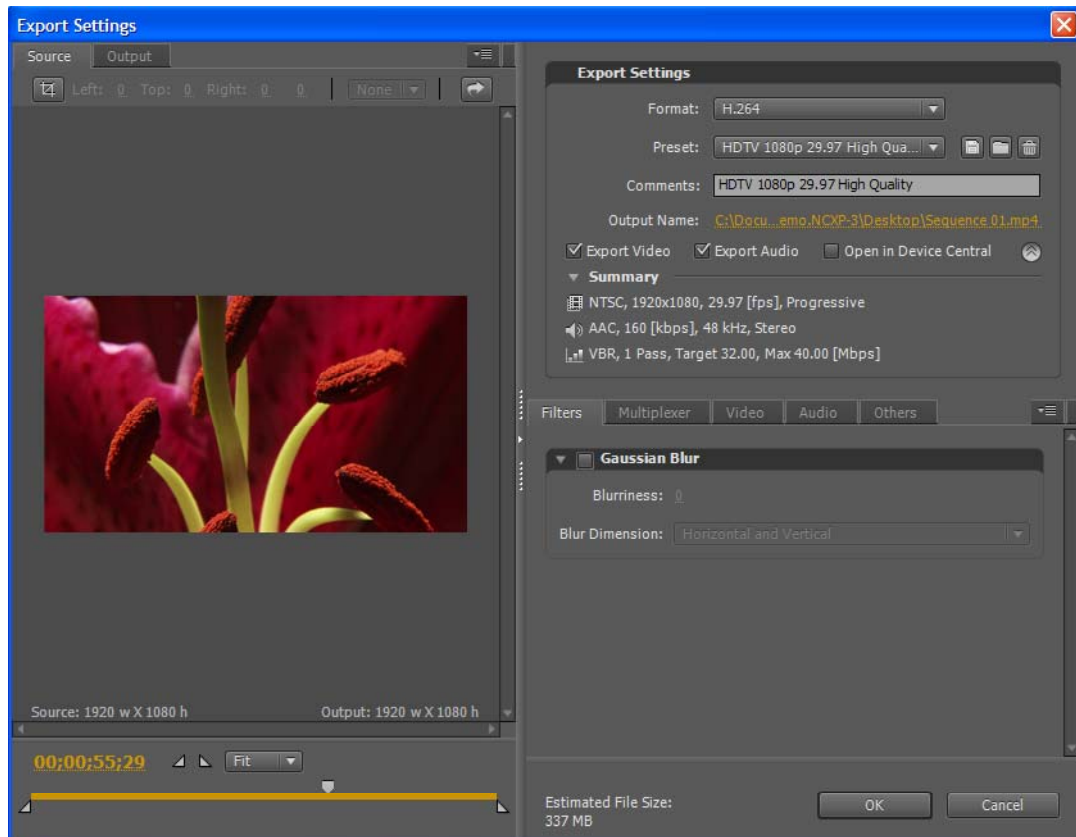 Export Settings
Source Output
Left: 0 Top: 0 Right: 0 0 None
Source: 1920 w X 1080 h Output: 1920 w X 1080 h
00;00;55;29 Fit
Export Settings
Format: H.264
Preset: HDTV 1080p 29.97 High Qua...
Comments: HDTV 1080p 29.97 High Quality
Output Name: C:\Docu...emo.NCXP-3\Desktop\Sequence 01.mp4
Export Video Export Audio Open in Device Central
Summary
NTSC, 1920x1080, 29.97 [fps], Progressive
AAC, 160 [kbps], 48 kHz, Stereo
VBR, 1 Pass, Target 32.00, Max 40.00 [Mbps]
Filters Multiplexer Video Audio Others
Gaussian Blur
Blurriness: 0
Blur Dimension: Horizontal and Vertical
Estimated File Size:
337 MB
OK Cancel